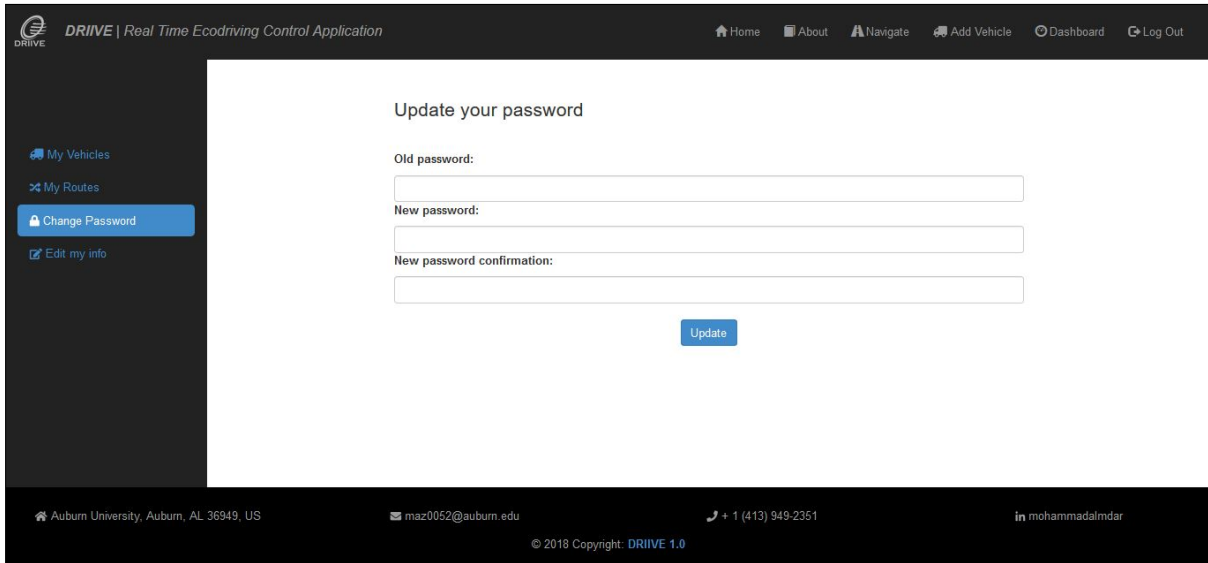 DRIIVE
DRIIVE | Real Time Ecodriving Control Application
Home
About
Navigate
Add Vehicle
Dashboard
Log Out
My Vehicles
My Routes
Change Password
Edit my info
Update your password
Old password:
New password:
New password confirmation:
Update
Auburn University, Auburn, AL 36949, US
maz0052@auburn.edu
+ 1 (413) 949-2351
in mohammadalmdar
© 2018 Copyright: DRIIVE 1.0